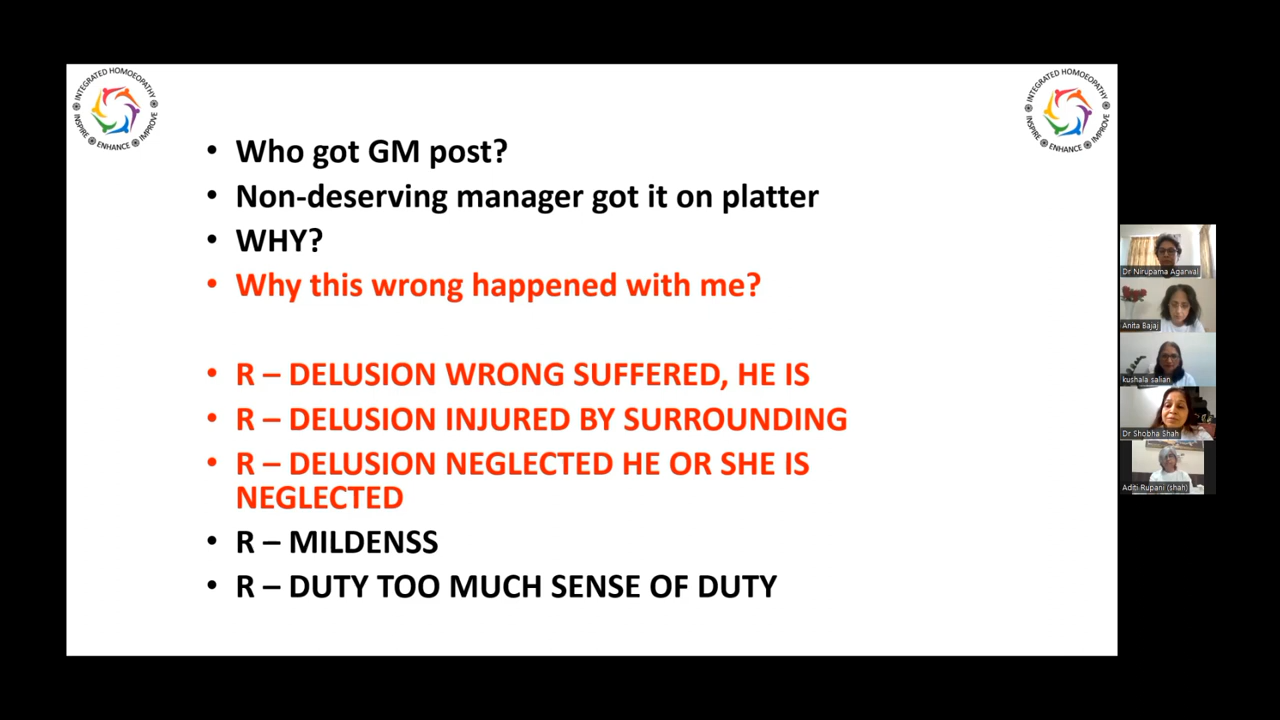 INTEGRATED HOMOEOPATHY
INSPIRE ENHANCE IMPROVE
INTEGRATED HOMOEOPATHY
INSPIRE ENHANCE IMPROVE
• Who got GM post?
• Non-deserving manager got it on platter
• WHY?
• Why this wrong happened with me?
• R – DELUSION WRONG SUFFERED, HE IS
• R – DELUSION INJURED BY SURROUNDING
• R – DELUSION NEGLECTED HE OR SHE IS
NEGLECTED
• R – MILDENSS
• R – DUTY TOO MUCH SENSE OF DUTY
Dr Nirupama Agarwal
Anita Bajaj
kushala salian
Dr Shobha Shah
Aditi Rupani (shah)